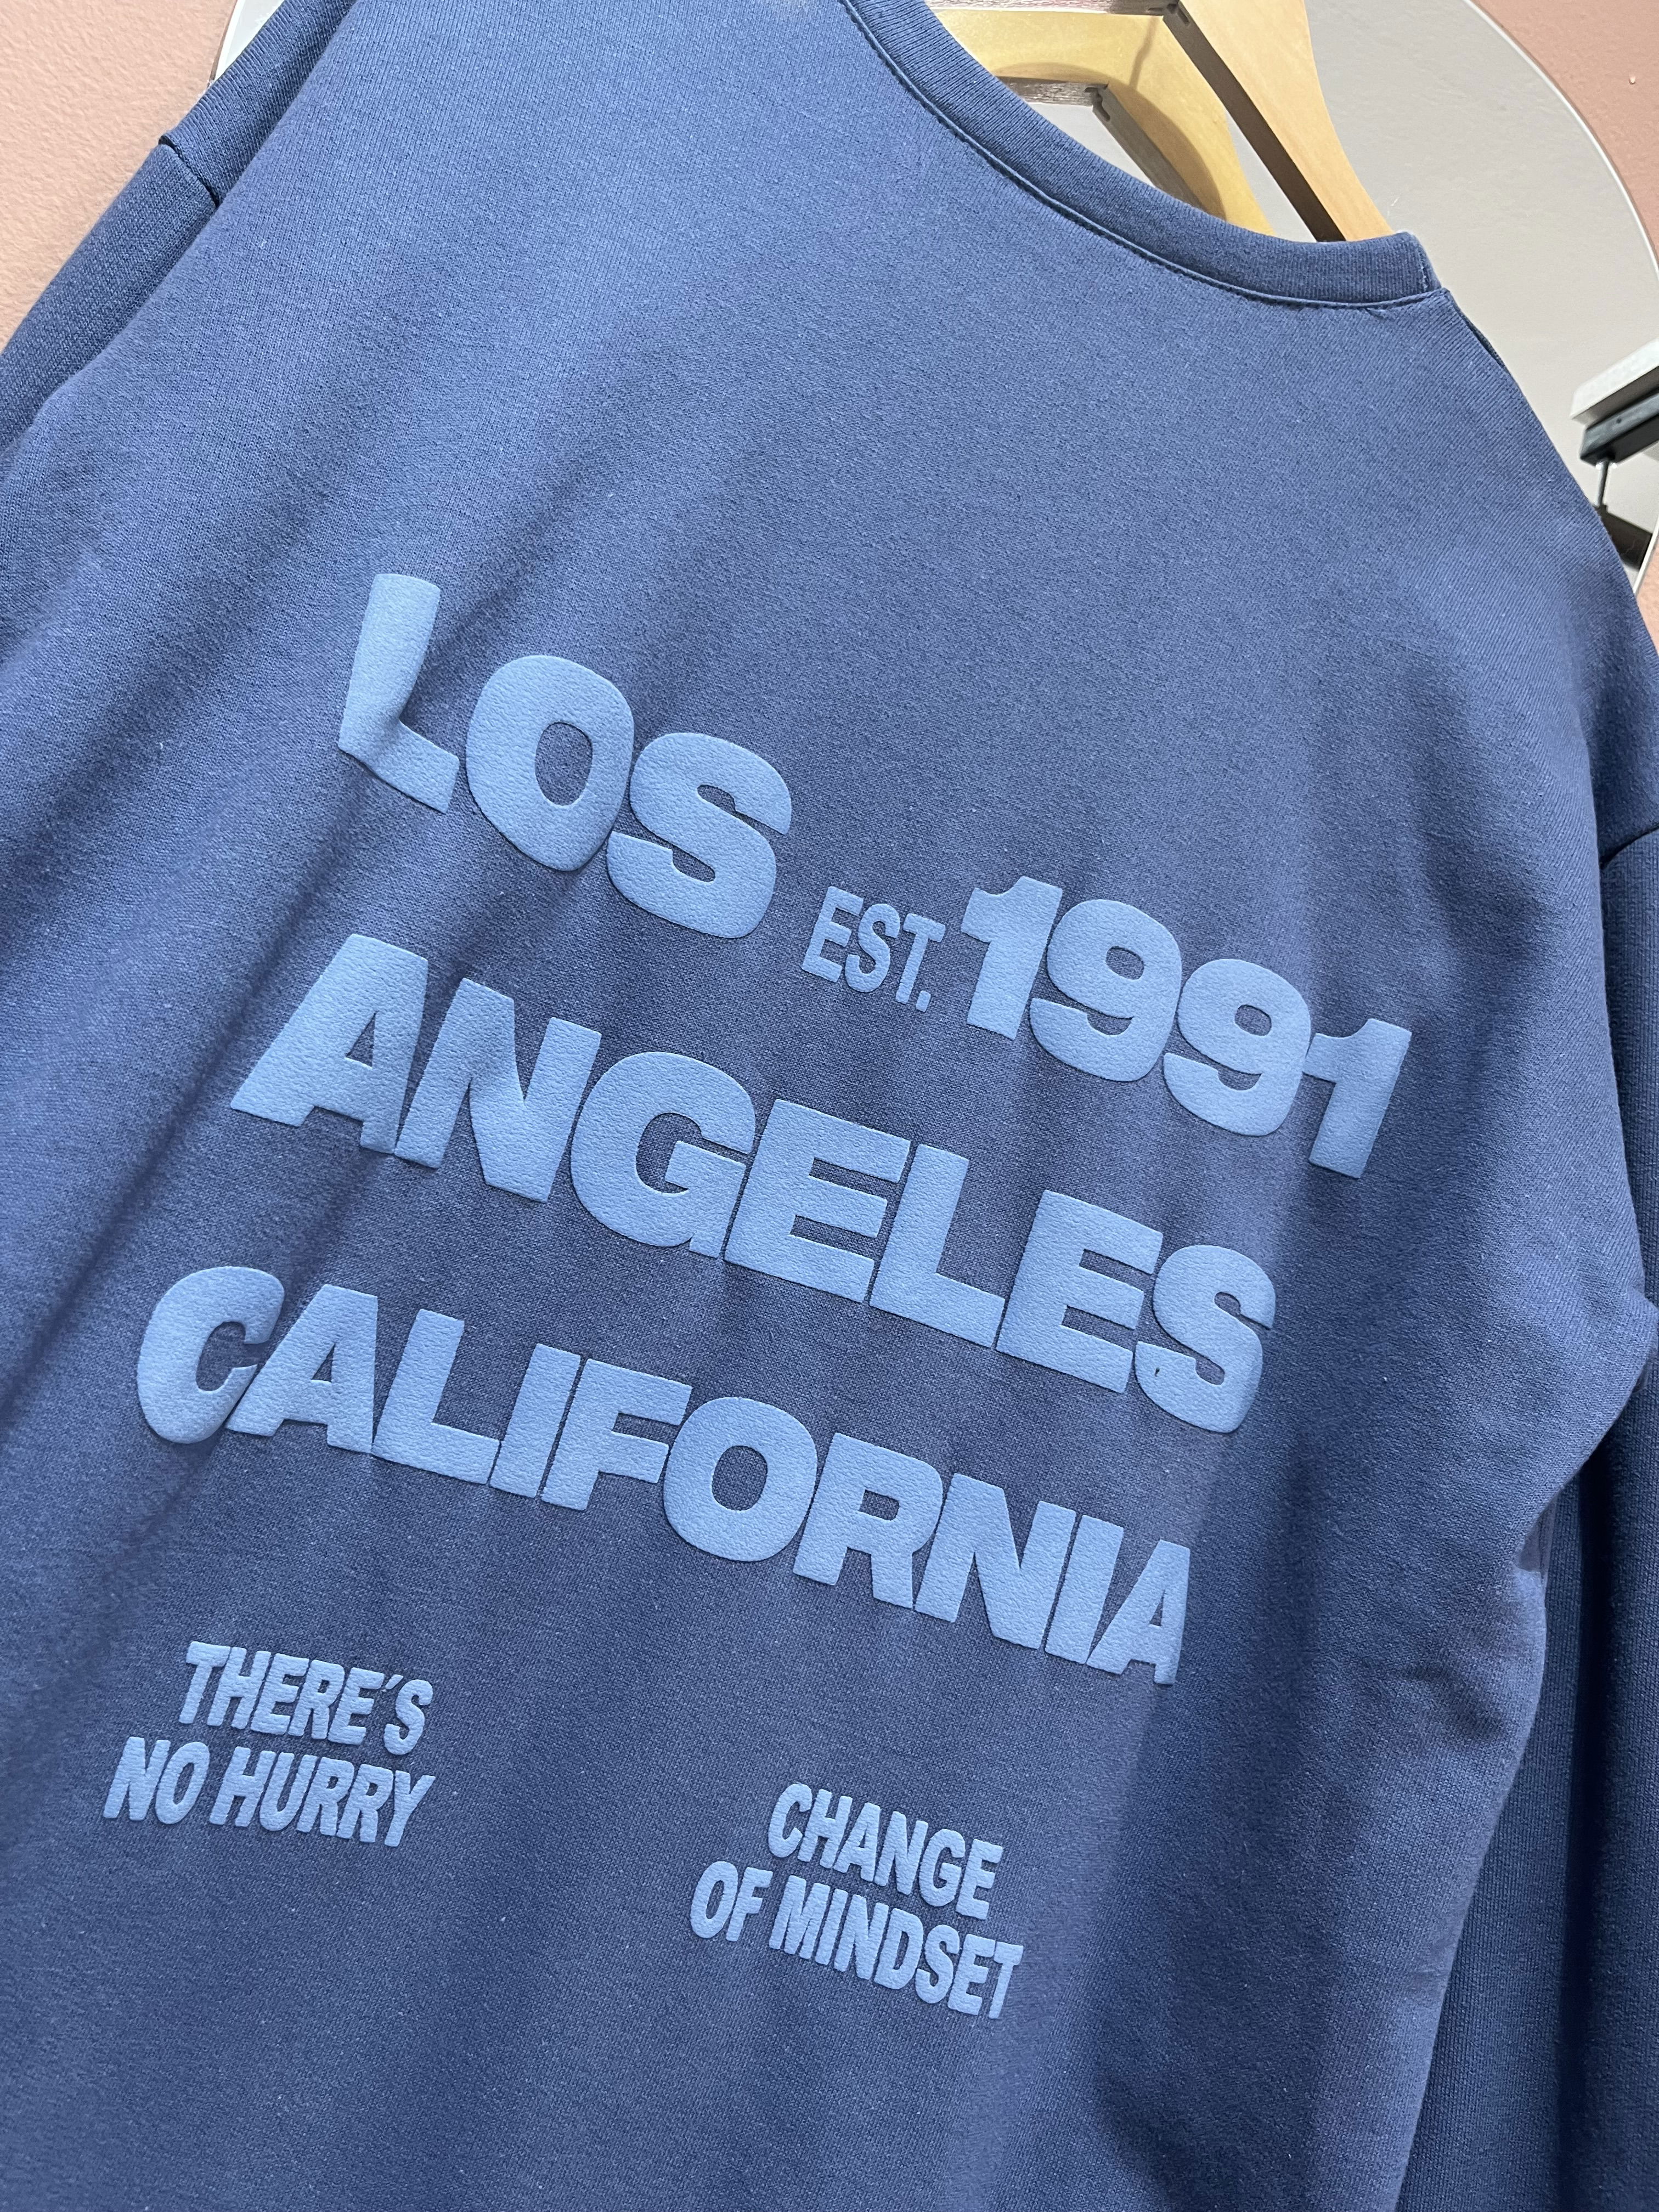 LOS EST. 1991
ANGELES
CALIFORNIA
THERE'S
NO HURRY
CHANGE
OF MINDSET